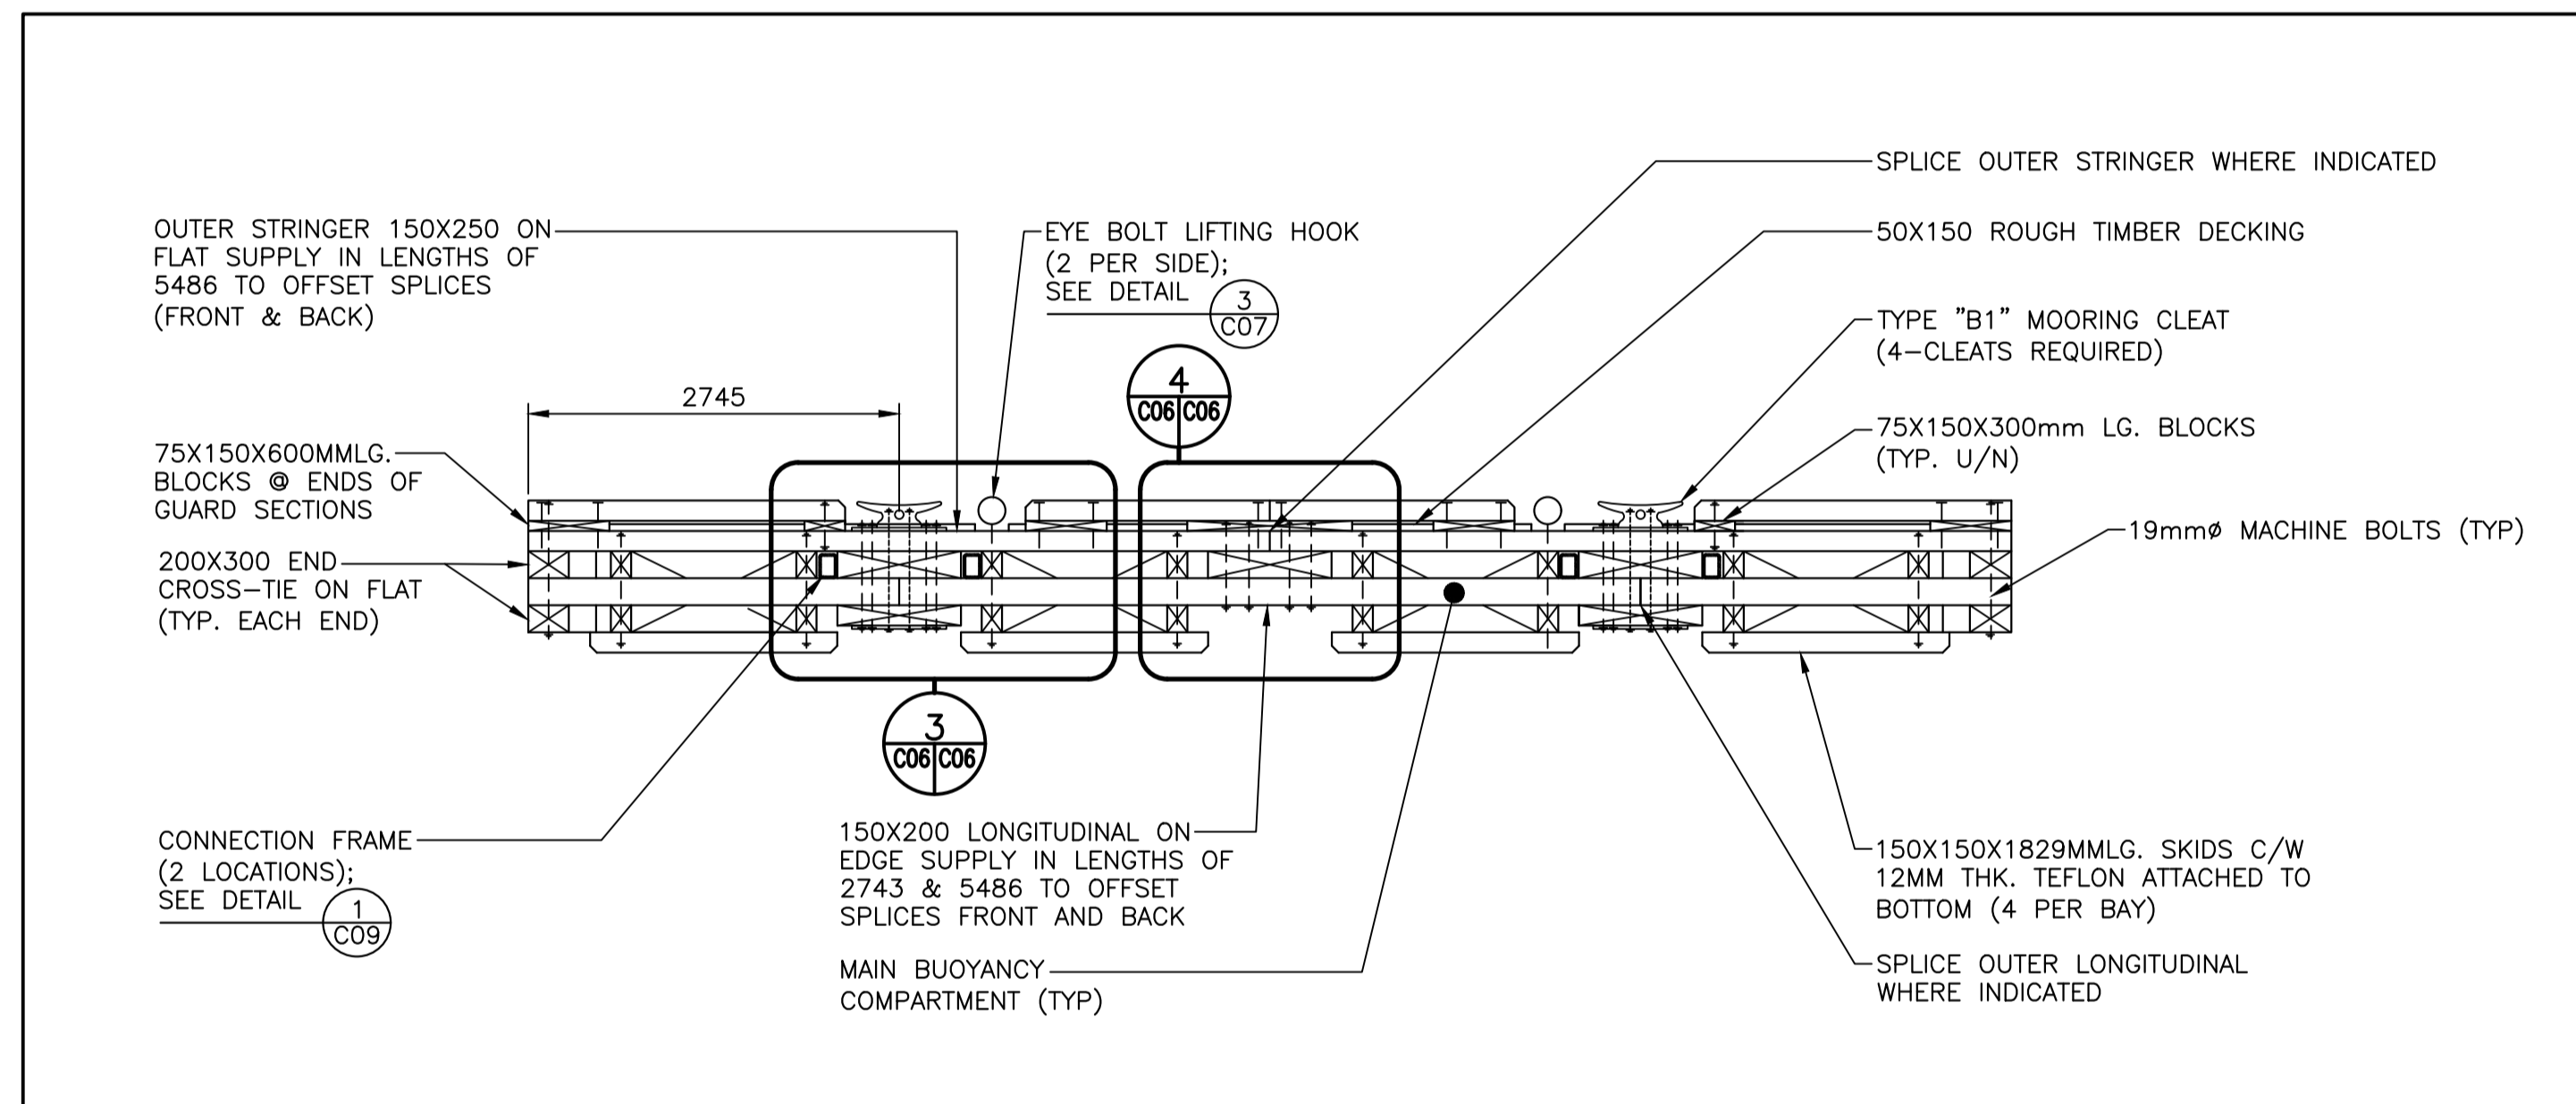 SPLICE OUTER STRINGER WHERE INDICATED
OUTER STRINGER 150X250 ON
FLAT SUPPLY IN LENGTHS OF
5486 TO OFFSET SPLICES
(FRONT & BACK)
EYE BOLT LIFTING HOOK
(2 PER SIDE);
SEE DETAIL
3
C07
50X150 ROUGH TIMBER DECKING
TYPE "B1" MOORING CLEAT
(4-CLEATS REQUIRED)
4
C06 C06
2745
75X150X600MMLG.
BLOCKS @ ENDS OF
GUARD SECTIONS
75X150X300mm LG. BLOCKS
(TYP. U/N)
19mmø MACHINE BOLTS (TYP)
200X300 END
CROSS-TIE ON FLAT
(TYP. EACH END)
3
C06 C06
CONNECTION FRAME
(2 LOCATIONS);
SEE DETAIL
1
C09
150X200 LONGITUDINAL ON
EDGE SUPPLY IN LENGTHS OF
2743 & 5486 TO OFFSET
SPLICES FRONT AND BACK
MAIN BUOYANCY
COMPARTMENT (TYP)
150X150X1829MMLG. SKIDS C/W
12MM THK. TEFLON ATTACHED TO
BOTTOM (4 PER BAY)
SPLICE OUTER LONGITUDINAL
WHERE INDICATED